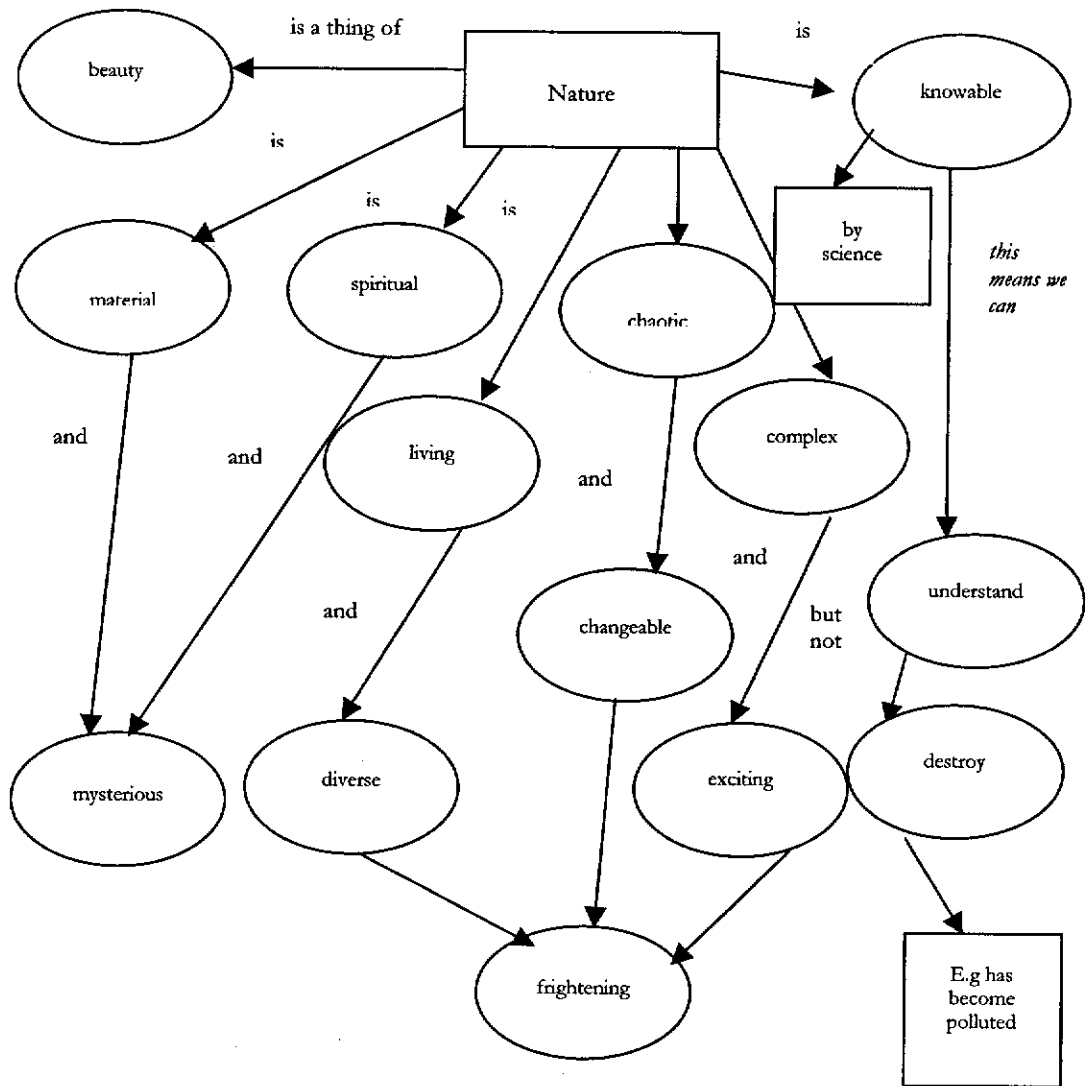 is a thing of
is
beauty
Nature
knowable
is
is
is
by
science
this
means we
can
spiritual
material
chaotic
and
and
living
and
complex
and
understand
and
changeable
but
not
mysterious
diverse
exciting
destroy
frightening
E.g has
become
polluted